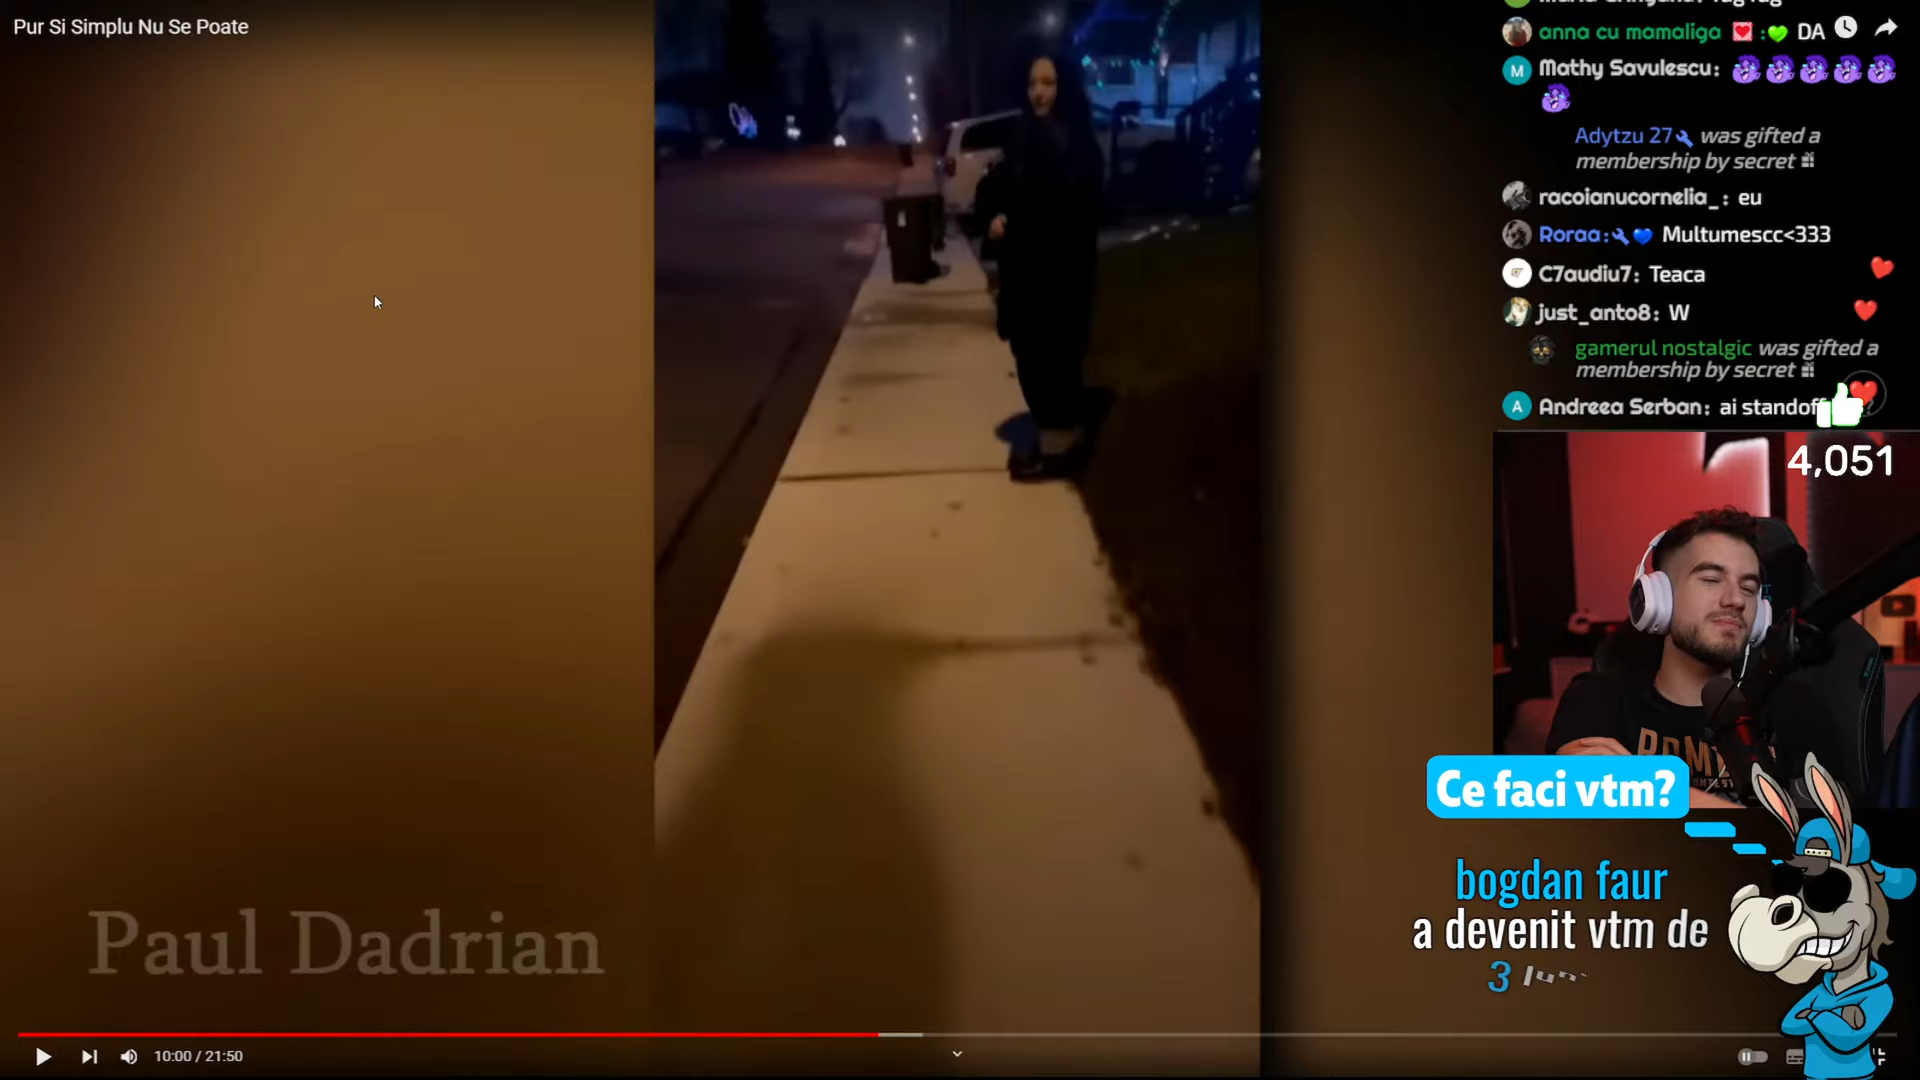 Pur Si Simplu Nu Se Poate
anna cu mamaliga : DA
Mathy Savulescu:
Adytzu 27 was gifted a
membership by secret
racoianucornelia_: eu
Roraa: Multumescc<333
C7audiu7: Teaca
just_anto8: W
gamerul nostalgic was gifted a
membership by secret
Andreea Serban: ai standoff
4,051
Ce faci vtm?
bogdan faur
a devenit vtm de
3
Paul Dadrian
10:00 / 21:50